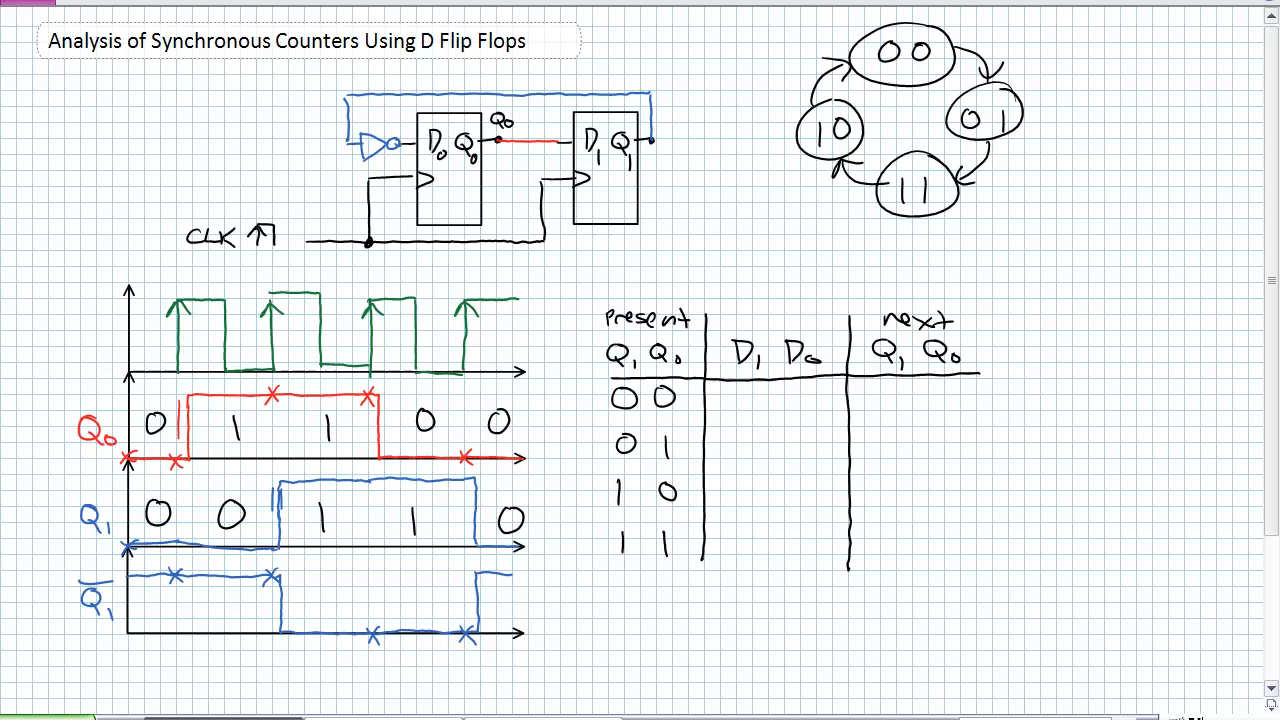 Analysis of Synchronous Counters Using D Flip Flops
00
01
11
10
Q₀
D₀ Q₀ D₁ Q₁
CLK
Q₀ 0 1 1 0 0
Q₁ 0 0 1 1 0
Q̅₁
present next
Q₁ Q₀ D₁ D₀ Q₁ Q₀
0 0
0 1
1 0
1 1